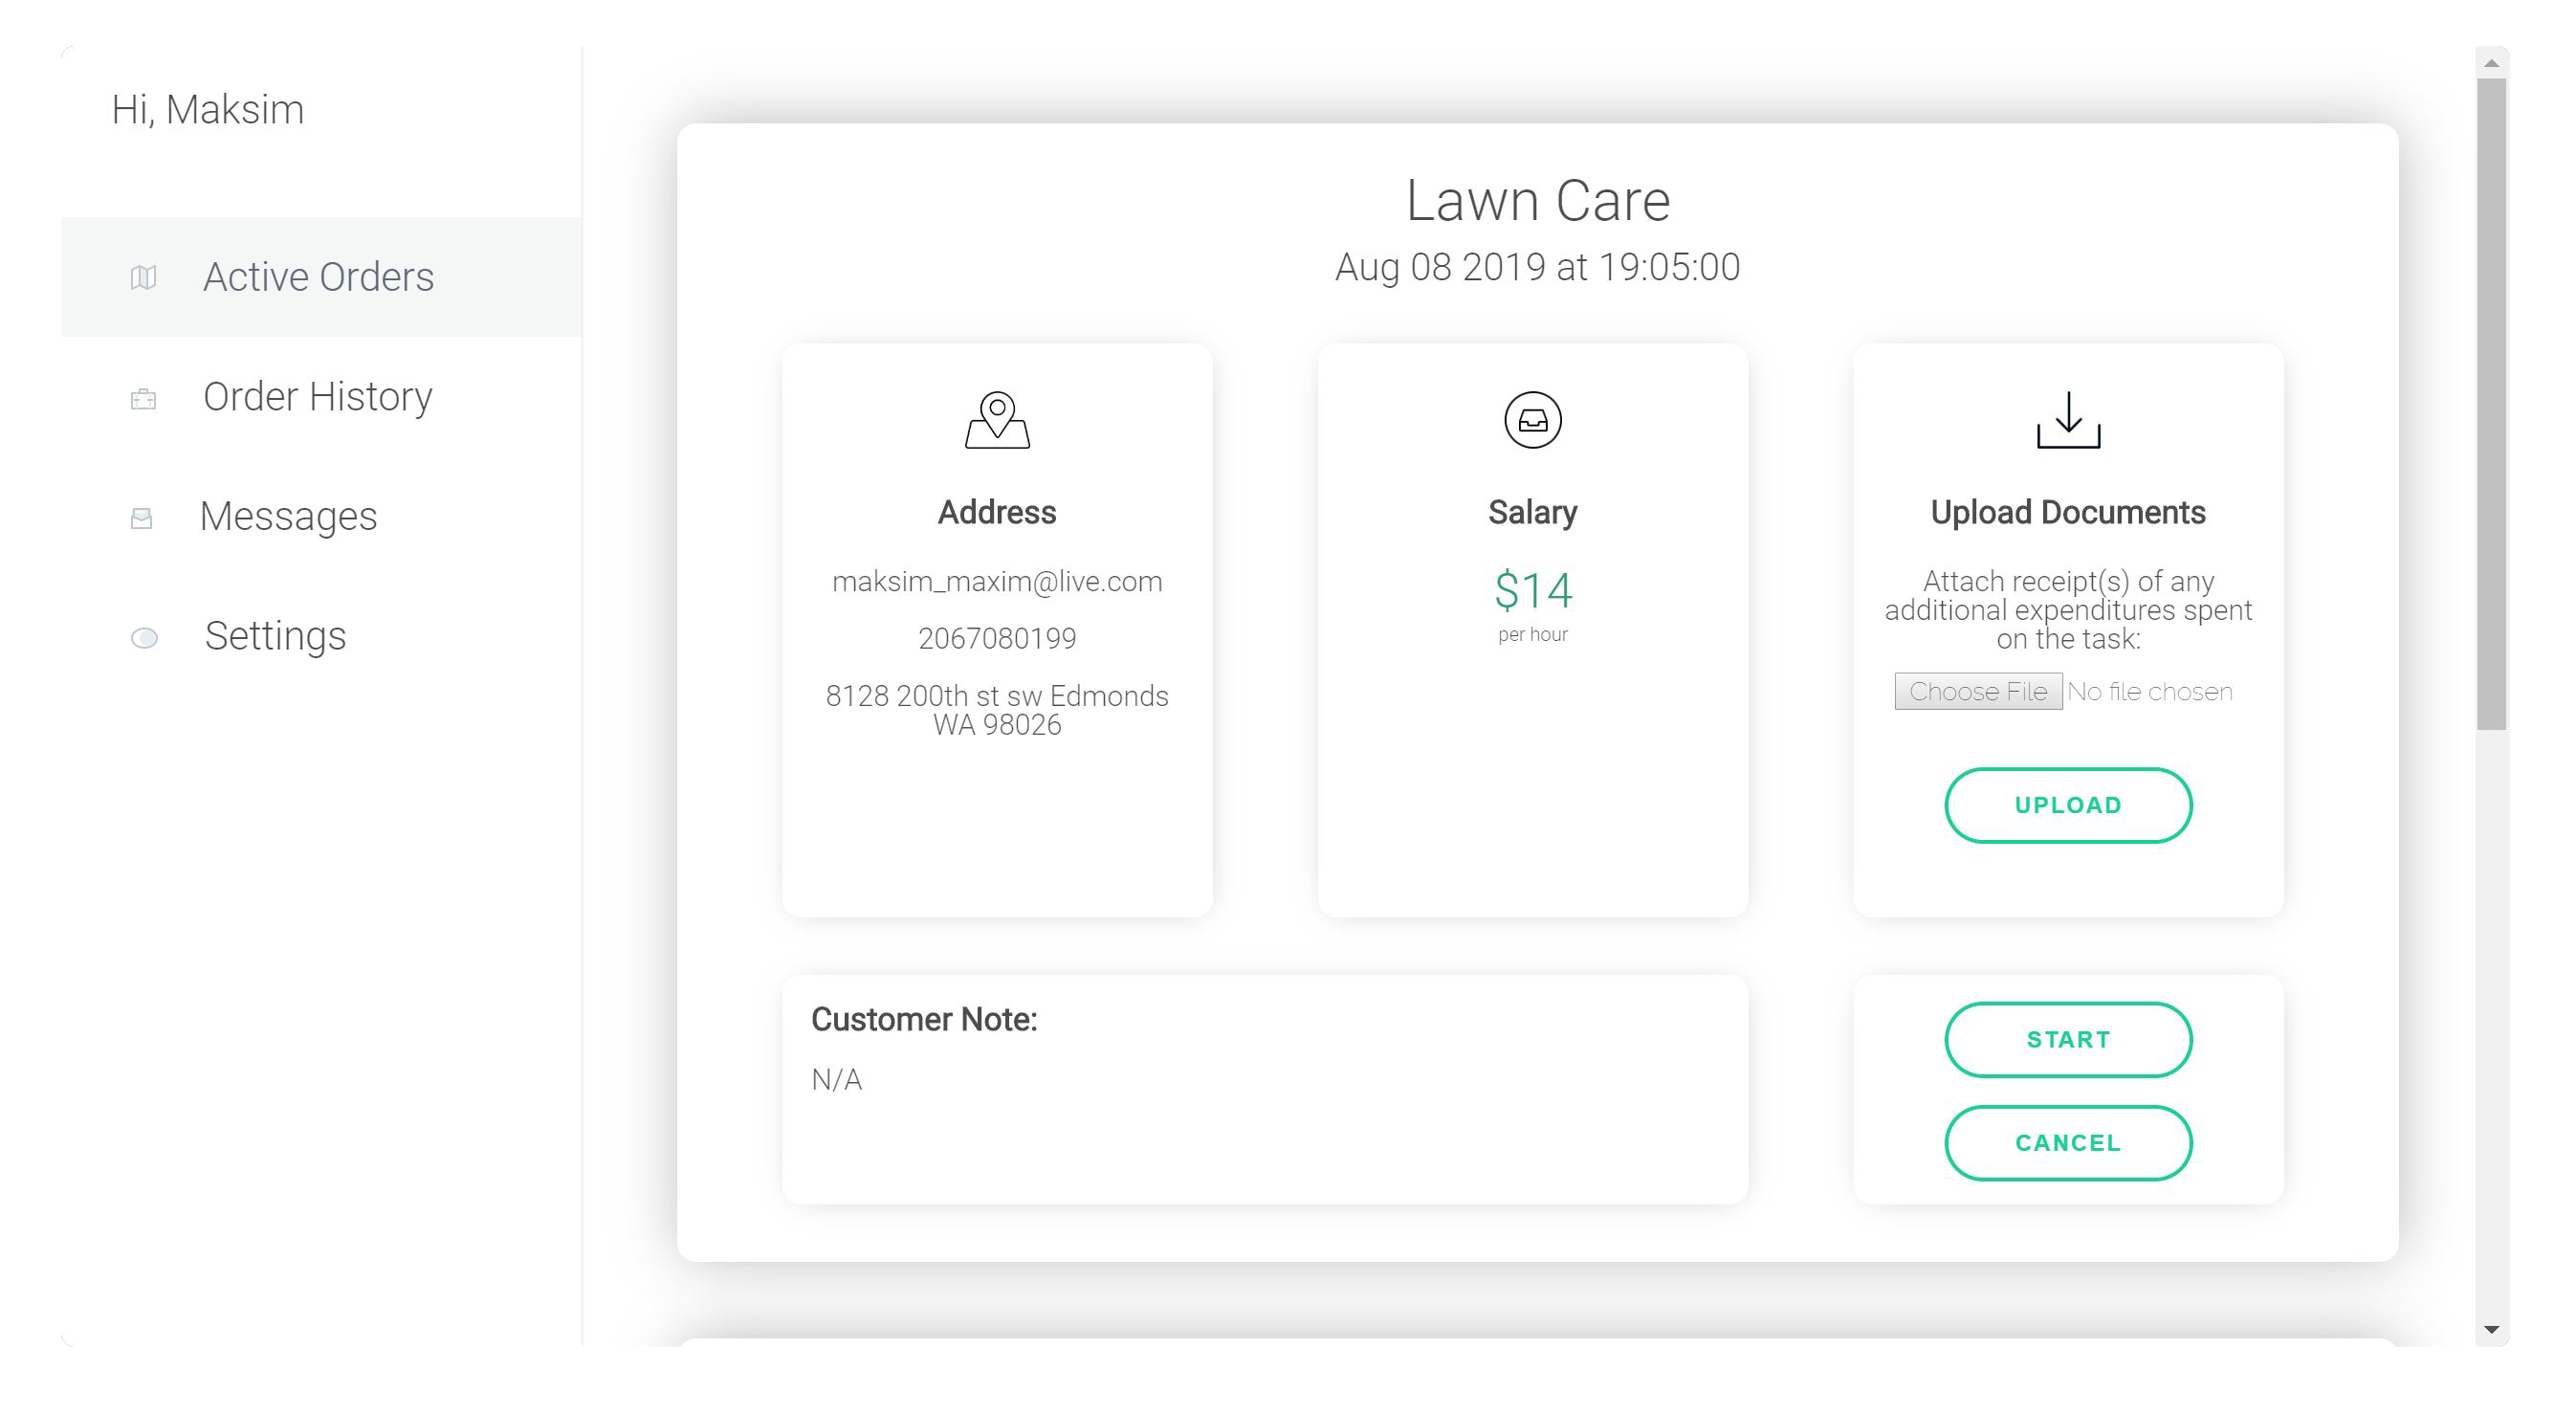 Hi, Maksim
Active Orders
Order History
Messages
Settings
Lawn Care
Aug 08 2019 at 19:05:00
Address
maksim_maxim@live.com
2067080199
8128 200th st sw Edmonds
WA 98026
Salary
$14
per hour
Upload Documents
Attach receipt(s) of any
additional expenditures spent
on the task:
Choose File No file chosen
UPLOAD
Customer Note:
N/A
START
CANCEL